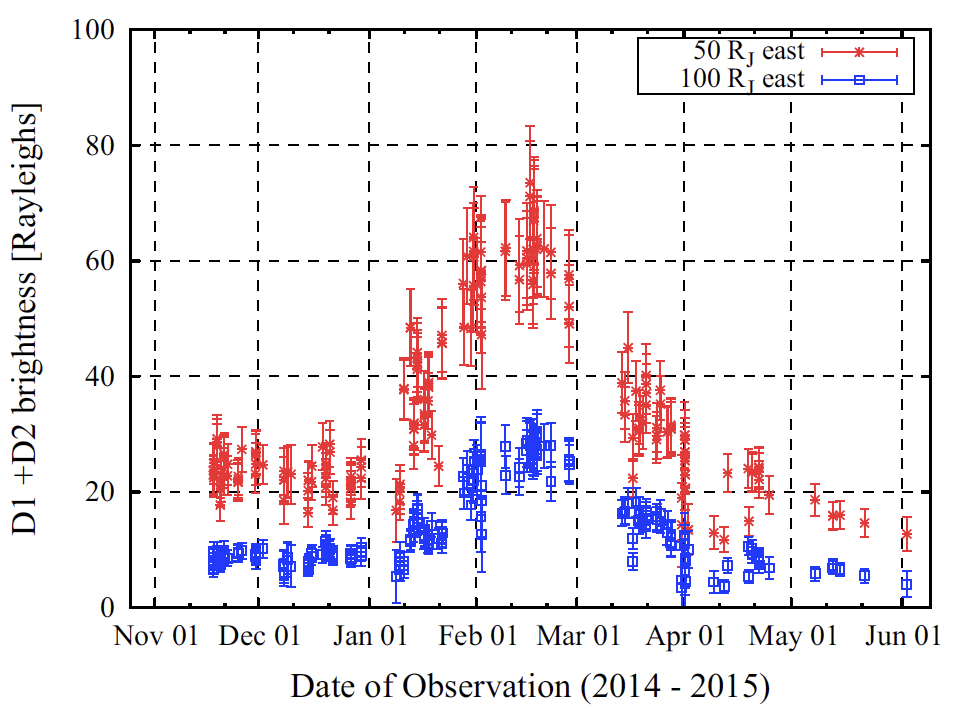 100
80
60
40
20
0
D1 +D2 brightness [Rayleighs]
50 R_J east
100 R_J east
Nov 01 Dec 01 Jan 01 Feb 01 Mar 01 Apr 01 May 01 Jun 01
Date of Observation (2014 - 2015)